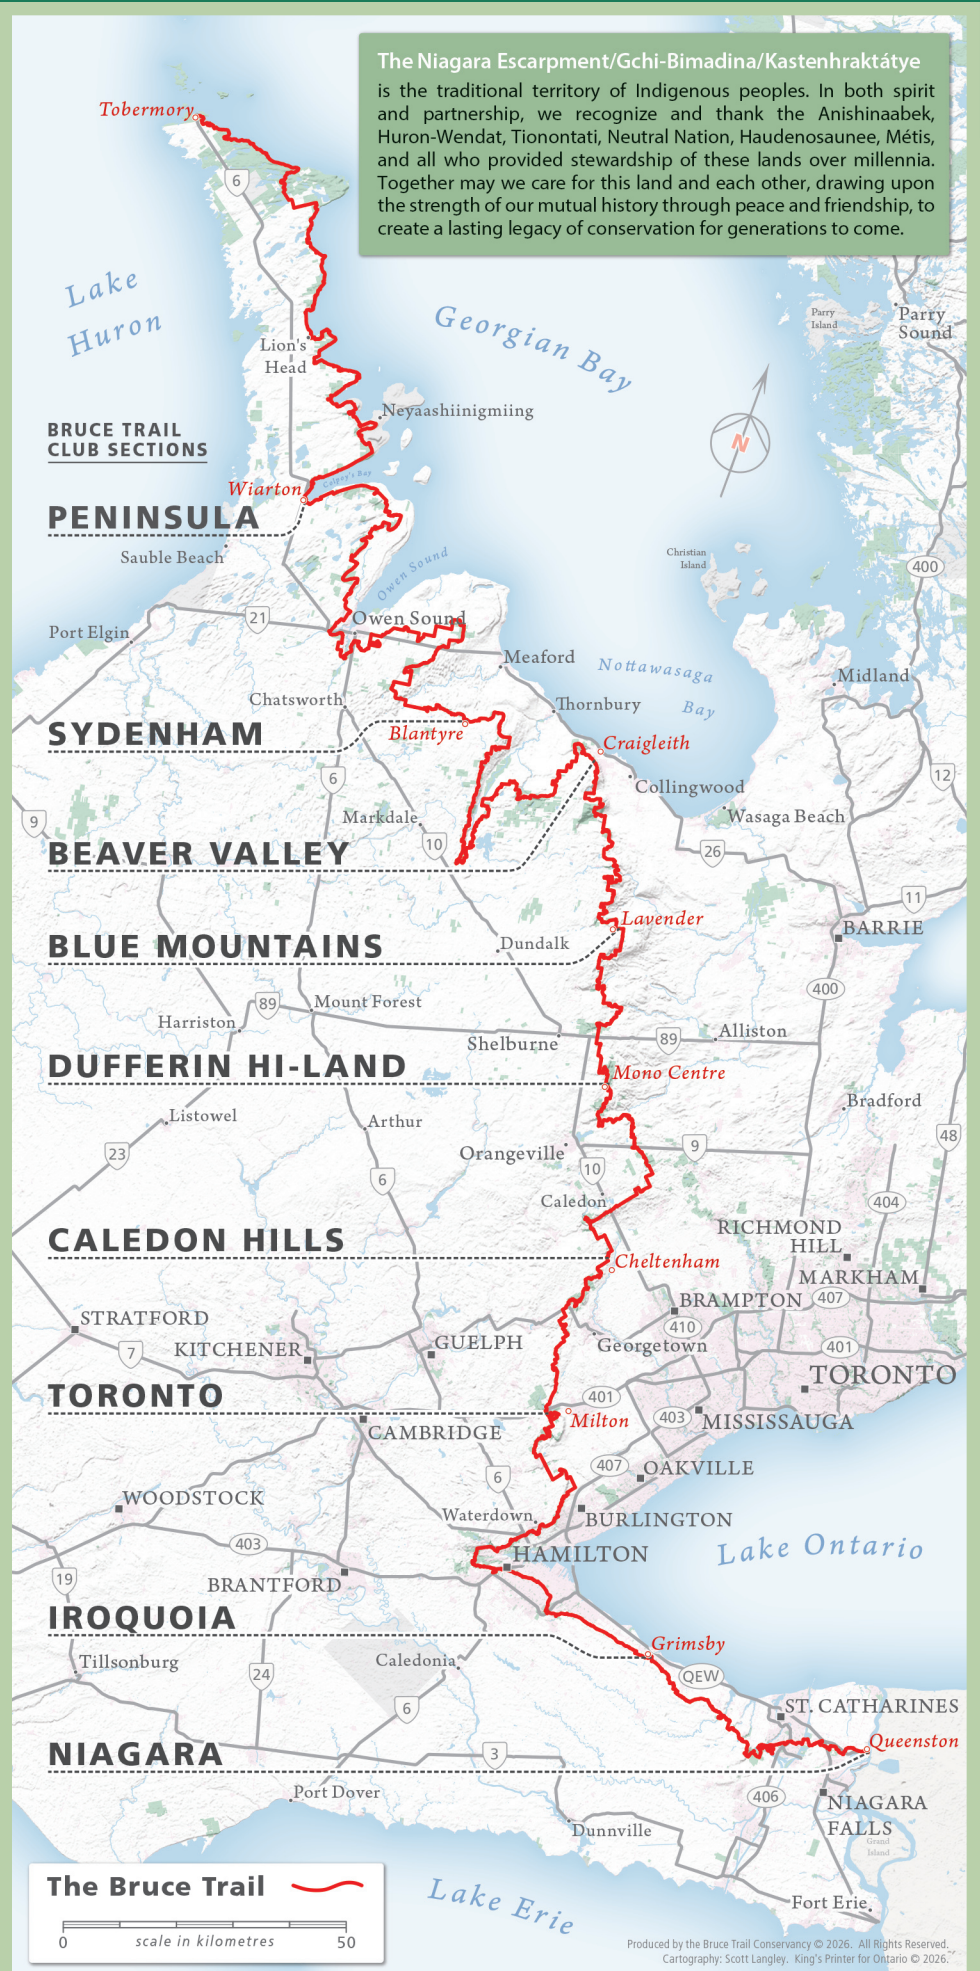 The Niagara Escarpment/Gchi-Bimadina/Kastenhraktátye
is the traditional territory of Indigenous peoples. In both spirit
and partnership, we recognize and thank the Anishinaabek,
Huron-Wendat, Tionontati, Neutral Nation, Haudenosaunee, Métis,
and all who provided stewardship of these lands over millennia.
Together may we care for this land and each other, drawing upon
the strength of our mutual history through peace and friendship, to
create a lasting legacy of conservation for generations to come.
Tobermory
6
Lake
Huron
Georgian Bay
Parry
Island
Parry
Sound
Lion's
Head
Neyaashiinigmiing
N
BRUCE TRAIL
CLUB SECTIONS
Colpoy's Bay
Wiarton
PENINSULA
Sauble Beach
Owen Sound
Christian
Island
400
21
Owen Sound
Port Elgin
Meaford
Nottawasaga
Bay
Midland
Chatsworth
Thornbury
SYDENHAM
Blantyre
Craigleith
6
Collingwood
12
9
Markdale
Wasaga Beach
10
26
BEAVER VALLEY
11
Lavender
BARRIE
BLUE MOUNTAINS
Dundalk
400
89
Mount Forest
Harriston
Shelburne
89
Alliston
DUFFERIN HI-LAND
Mono Centre
Listowel
Arthur
Bradford
23
Orangeville
9
48
10
6
Caledon
404
CALEDON HILLS
RICHMOND
HILL
Cheltenham
MARKHAM
BRAMPTON
407
STRATFORD
410
7
KITCHENER
GUELPH
Georgetown
401
TORONTO
TORONTO
401
Milton
403
MISSISSAUGA
CAMBRIDGE
407
OAKVILLE
6
WOODSTOCK
Waterdown
BURLINGTON
403
HAMILTON
Lake Ontario
19
BRANTFORD
IROQUOIA
Grimsby
Tillsonburg
Caledonia
24
QEW
6
ST. CATHARINES
Queenston
NIAGARA
3
406
Port Dover
NIAGARA
FALLS
Dunnville
Grand
Island
The Bruce Trail
Lake Erie
Fort Erie
0
scale in kilometres
50
Produced by the Bruce Trail Conservancy © 2026. All Rights Reserved.
Cartography: Scott Langley. King's Printer for Ontario © 2026.